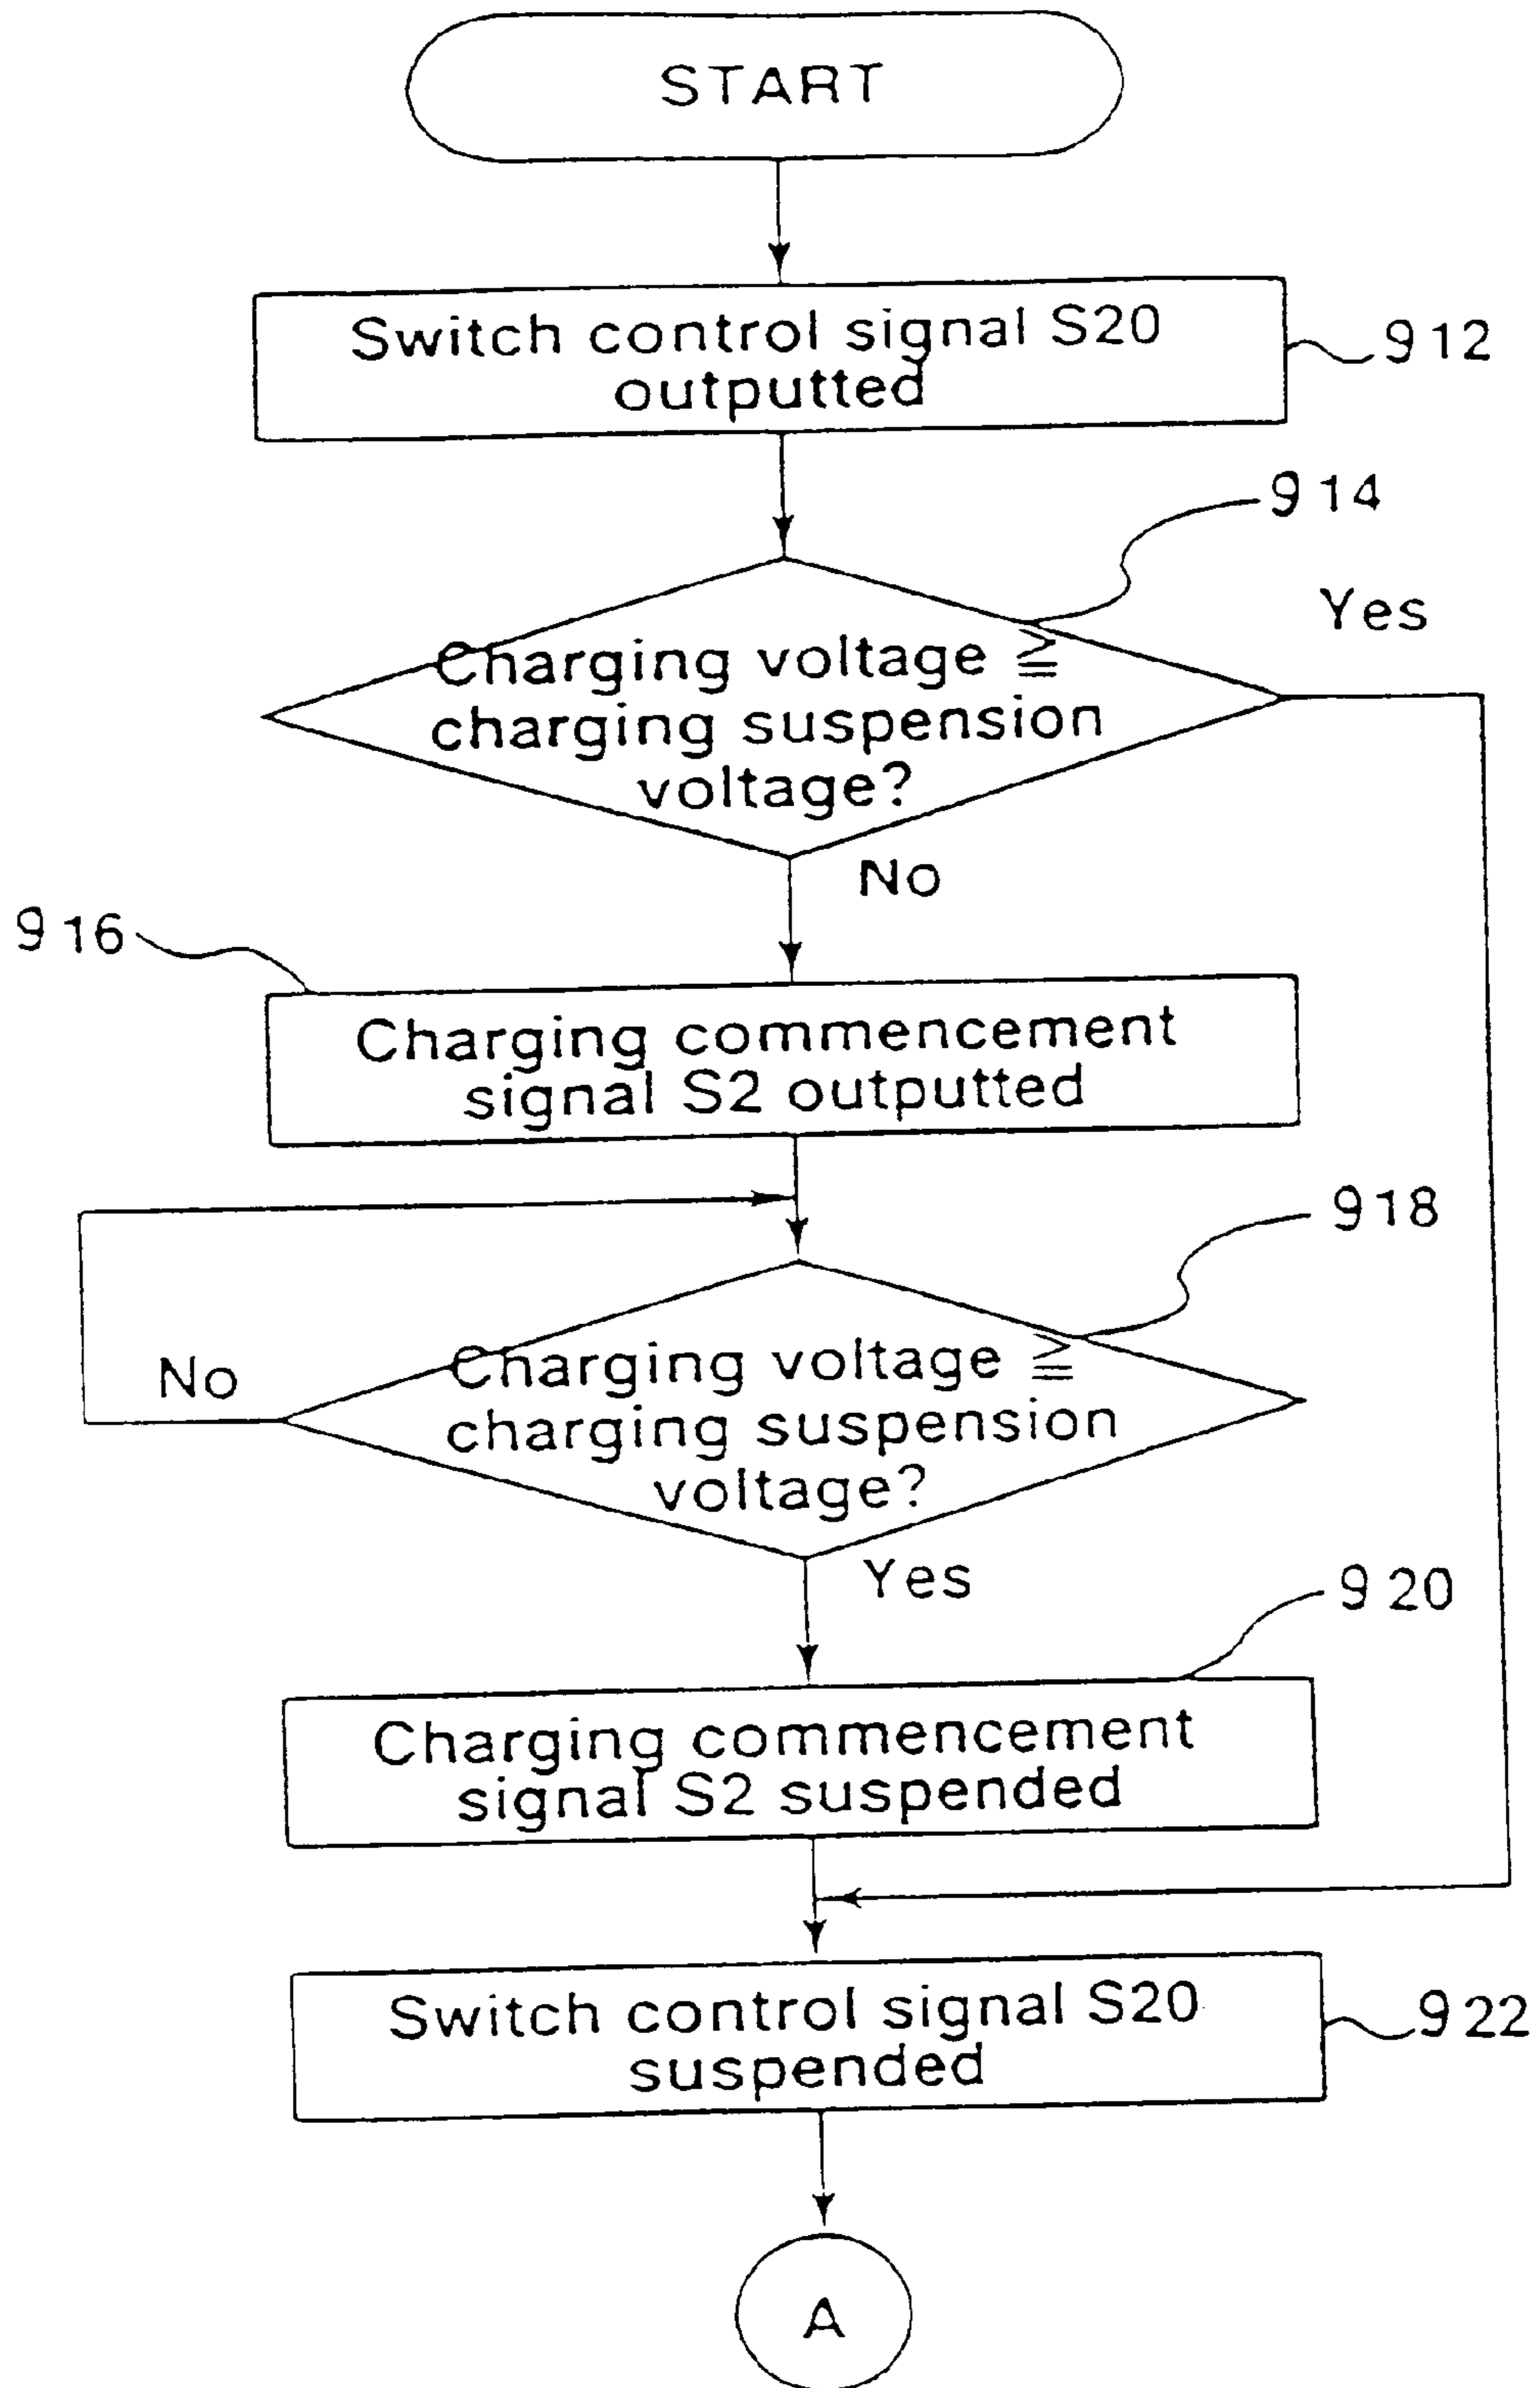 START
Switch control signal S20
outputted
912
914
Yes
Charging voltage ≧
charging suspension
voltage?
No
916
Charging commencement
signal S2 outputted
918
No
Charging voltage ≧
charging suspension
voltage?
Yes
920
Charging commencement
signal S2 suspended
Switch control signal S20
suspended
922
A